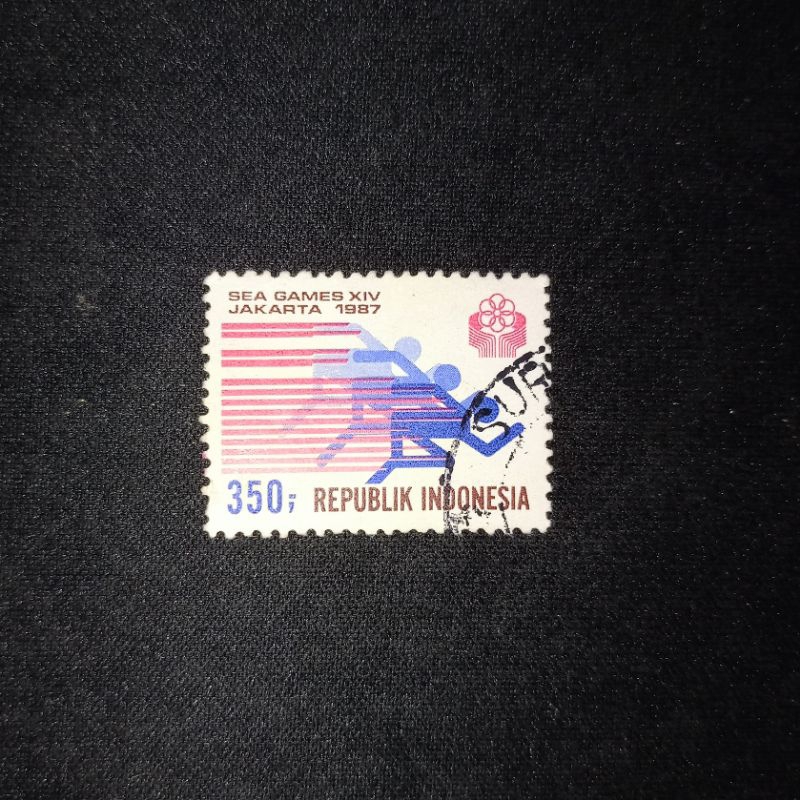 SEA GAMES XIV
JAKARTA 1987
350,- REPUBLIK INDONESIA